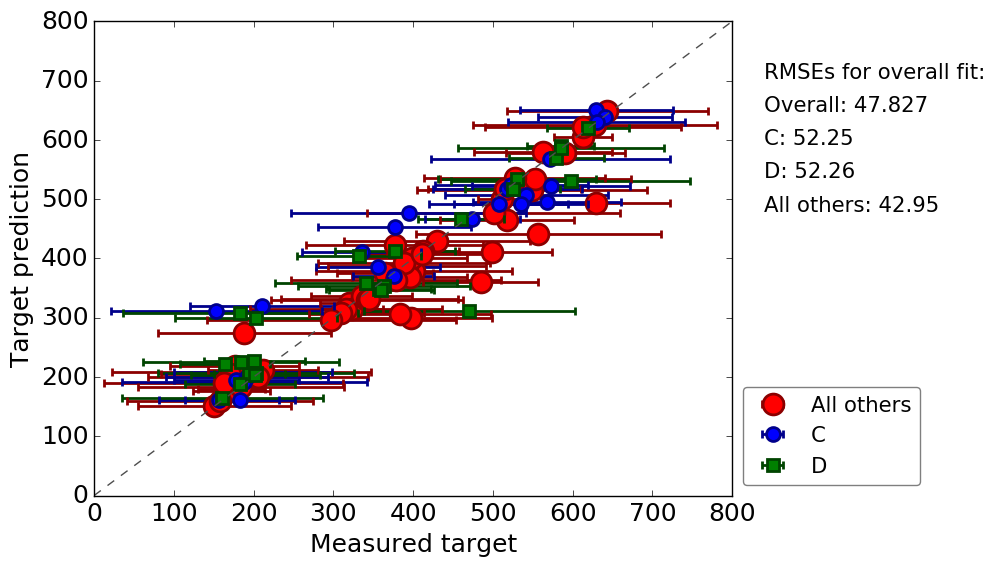 800
700
600
500
400
300
200
100
0
Target prediction
0 100 200 300 400 500 600 700 800
Measured target
RMSEs for overall fit:
Overall: 47.827
C: 52.25
D: 52.26
All others: 42.95
All others
C
D